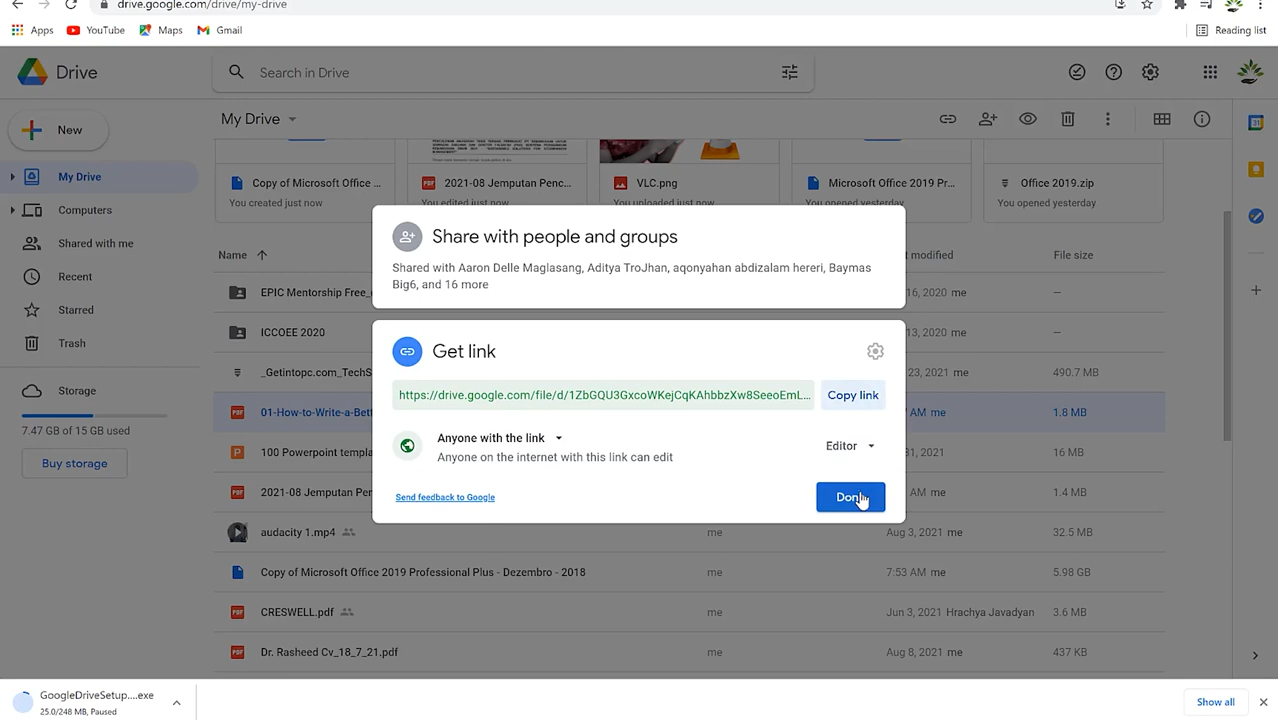 drive.google.com/drive/my-drive
Apps
YouTube
Maps
Gmail
Reading list
Drive
Search in Drive
New
My Drive
My Drive
Computers
Shared with me
Recent
Starred
Trash
Storage
7.47 GB of 15 GB used
Buy storage
Copy of Microsoft Office ...
You created just now
2021-08 Jemputan Penc...
You edited just now
VLC.png
You uploaded just now
Microsoft Office 2019 Pr...
You opened yesterday
Office 2019.zip
You opened yesterday
Share with people and groups
Shared with Aaron Delle Maglasang, Aditya TroJhan, aqonyahan abdizalam hereri, Baymas
Big6, and 16 more
Get link
https://drive.google.com/file/d/1ZbGQU3GxcoWKejCqKAhbbzXw8SeeoEmL...
Copy link
Anyone with the link
Anyone on the internet with this link can edit
Editor
Send feedback to Google
Name
modified
File size
EPIC Mentorship Free_
16, 2020 me
–
ICCOEE 2020
13, 2020 me
–
_Getintopc.com_TechS
23, 2021 me
490.7 MB
01-How-to-Write-a-Bett
AM me
1.8 MB
100 Powerpoint templa
31, 2021 me
16 MB
2021-08 Jemputan Pen
AM me
1.4 MB
audacity 1.mp4
me
Aug 3, 2021 me
32.5 MB
Copy of Microsoft Office 2019 Professional Plus - Dezembro - 2018
me
7:53 AM me
5.98 GB
CRESWELL.pdf
me
Jun 3, 2021 Hrachya Javadyan
3.6 MB
Dr. Rasheed Cv_18_7_21.pdf
me
Aug 8, 2021 me
437 KB
GoogleDriveSetup....exe
25.0/248 MB, Paused
Show all